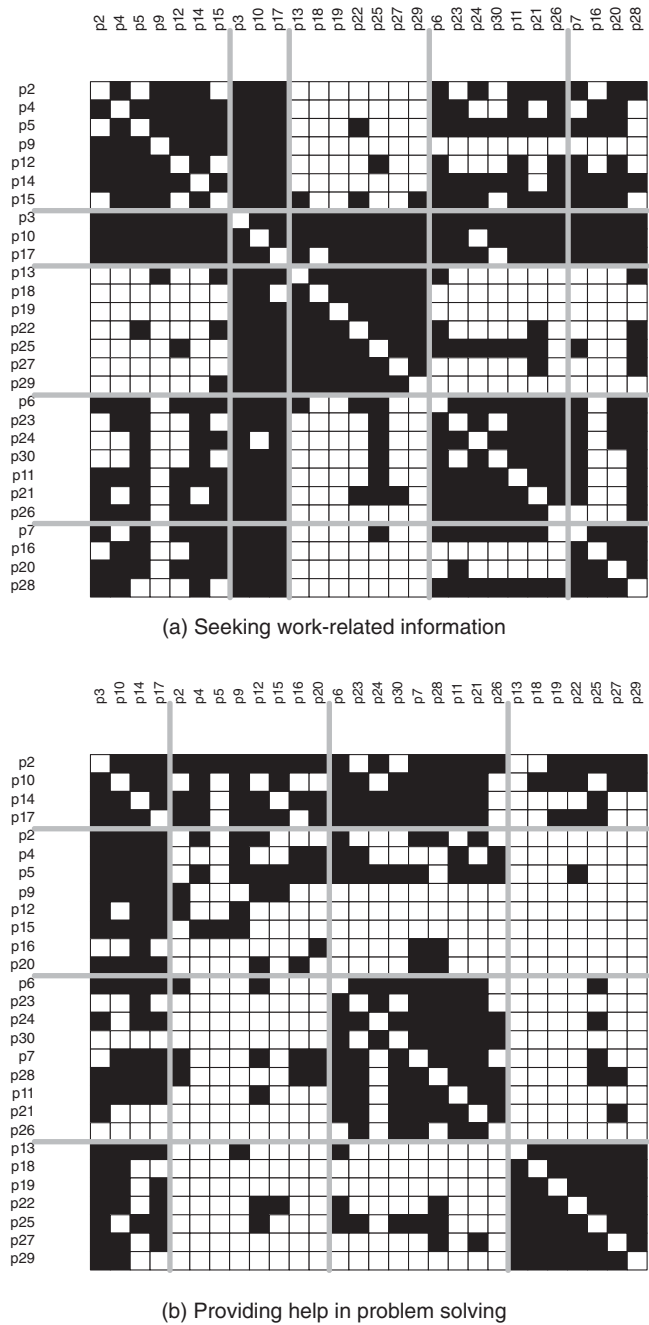 p2 p4 p5 p9 p12 p14 p15 p3 p10 p17 p13 p18 p19 p22 p25 p27 p29 p6 p23 p24 p30 p11 p21 p26 p7 p16 p20 p28
p2
p4
p5
p9
p12
p14
p15
p3
p10
p17
p13
p18
p19
p22
p25
p27
p29
p6
p23
p24
p30
p11
p21
p26
p7
p16
p20
p28
(a) Seeking work-related information
p3 p10 p14 p17 p2 p4 p5 p9 p12 p15 p16 p20 p6 p23 p24 p30 p7 p28 p11 p21 p26 p13 p18 p19 p22 p25 p27 p29
p2
p10
p14
p17
p2
p4
p5
p9
p12
p15
p16
p20
p6
p23
p24
p30
p7
p28
p11
p21
p26
p13
p18
p19
p22
p25
p27
p29
(b) Providing help in problem solving